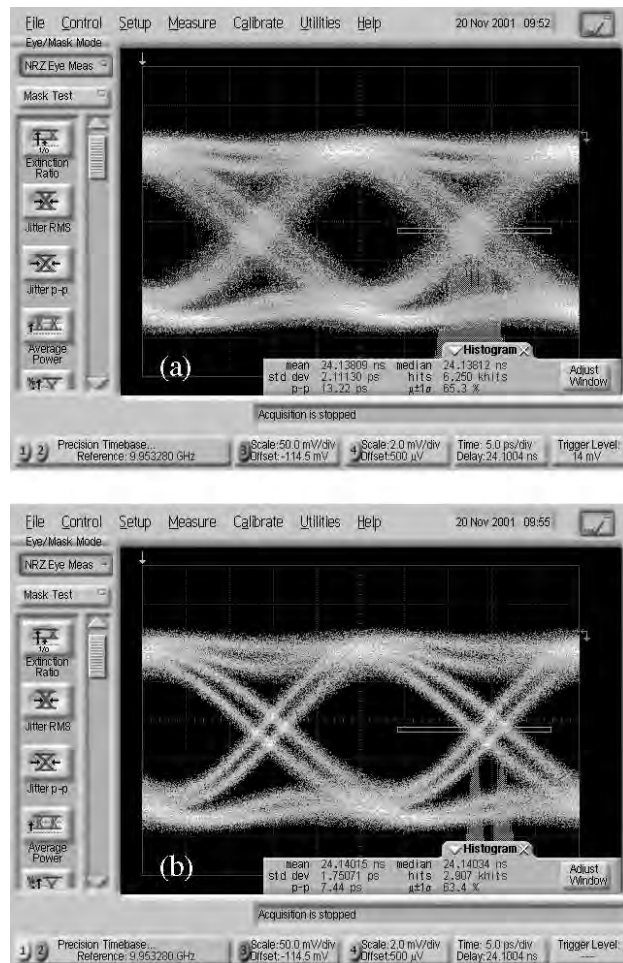 File Control Setup Measure Calibrate Utilities Help 20 Nov 2001 09:52
Eye/Mask Mode
NRZ Eye Meas
Mask Test
Extinction
Ratio
Jitter RMS
Jitter p-p
Average
Power
(a)
Histogram
mean 24.13809 ns median 24.13812 ns
std dev 2.11130 ps hits 6.250 khits
p-p 13.22 ps µ±1σ 65.3 %
Adjust
Window
Acquisition is stopped
1 2 Precision Timebase...
Reference: 9.953280 GHz
3 Scale:50.0 mV/div
Offset:-114.5 mV
4 Scale:2.0 mV/div
Offset:500 µV
Time: 5.0 ps/div
Delay:24.1004 ns
Trigger Level:
14 mV
File Control Setup Measure Calibrate Utilities Help 20 Nov 2001 09:55
Eye/Mask Mode
NRZ Eye Meas
Mask Test
Extinction
Ratio
Jitter RMS
Jitter p-p
Average
Power
(b)
Histogram
mean 24.14015 ns median 24.14034 ns
std dev 1.75071 ps hits 2.907 khits
p-p 7.44 ps µ±1σ 63.4 %
Adjust
Window
Acquisition is stopped
1 2 Precision Timebase...
Reference: 9.953280 GHz
3 Scale:50.0 mV/div
Offset:-114.5 mV
4 Scale:2.0 mV/div
Offset:500 µV
Time: 5.0 ps/div
Delay:24.1004 ns
Trigger Level: